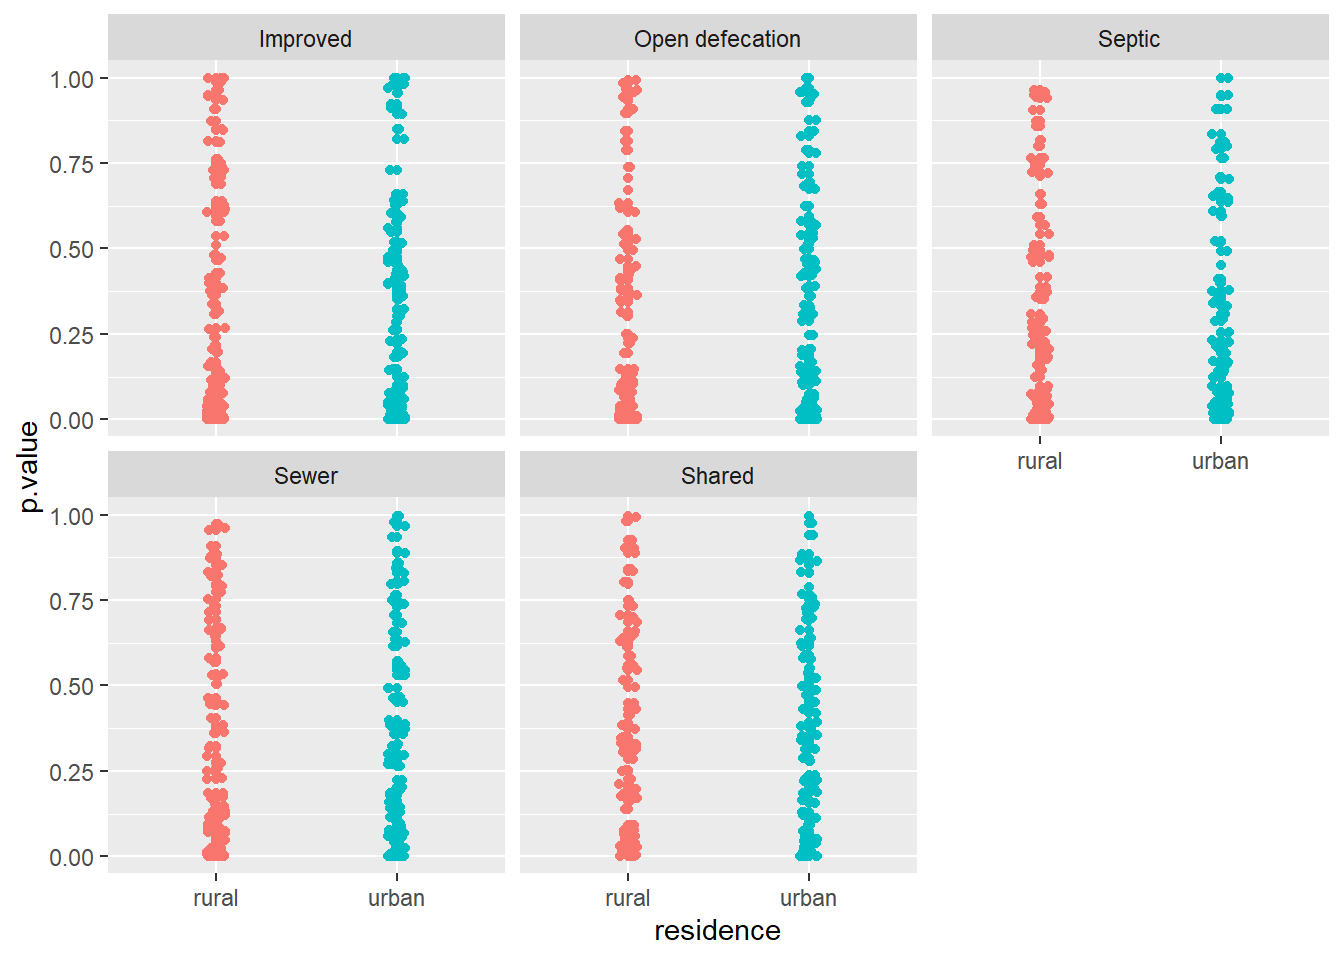 Improved
Open defecation
Septic
1.00
0.75
0.50
0.25
0.00
rural
urban
p.value
Sewer
Shared
1.00
0.75
0.50
0.25
0.00
rural
urban
rural
urban
residence